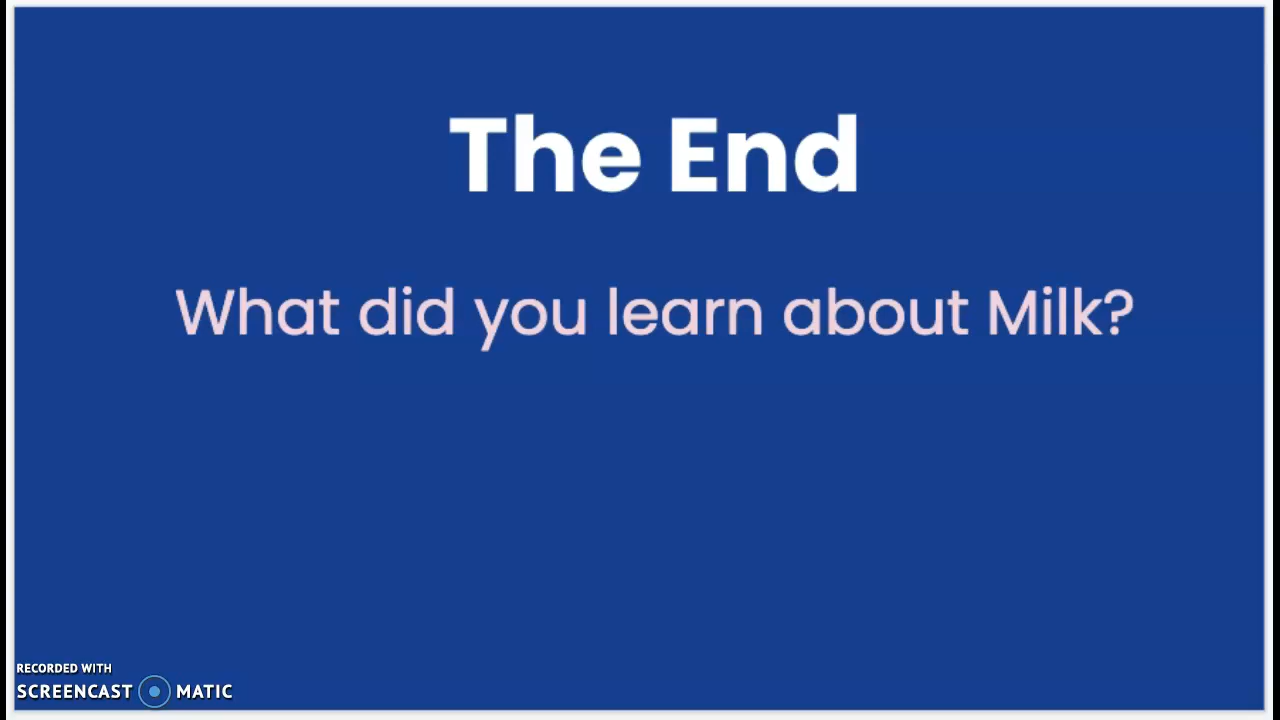 The End
What did you learn about Milk?
RECORDED WITH
SCREENCAST MATIC